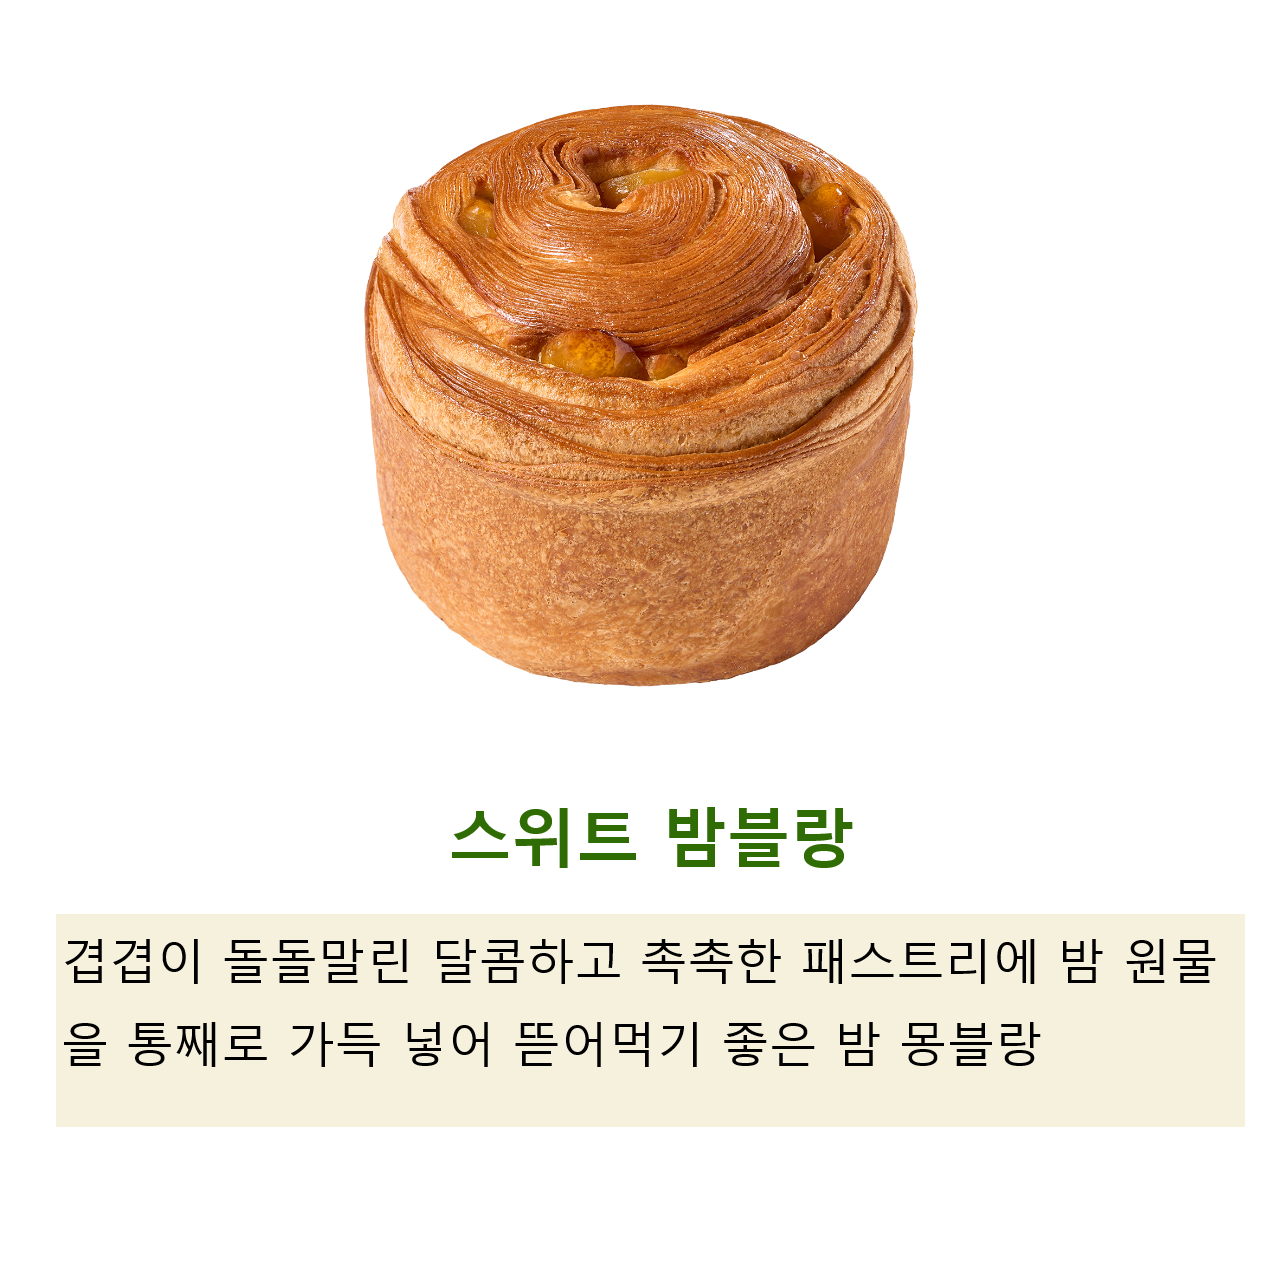 스위트 밤블랑
겹겹이 돌돌말린 달콤하고 촉촉한 패스트리에 밤 원물
을 통째로 가득 넣어 뜯어먹기 좋은 밤 몽블랑